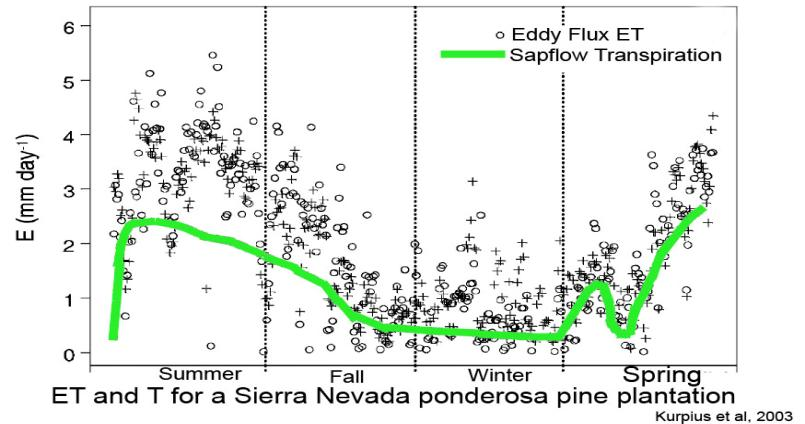 6
Eddy Flux ET
Sapflow Transpiration
5
4
3
2
1
0
E (mm day-1)
Summer
Fall
Winter
Spring
ET and T for a Sierra Nevada ponderosa pine plantation
Kurpius et al, 2003